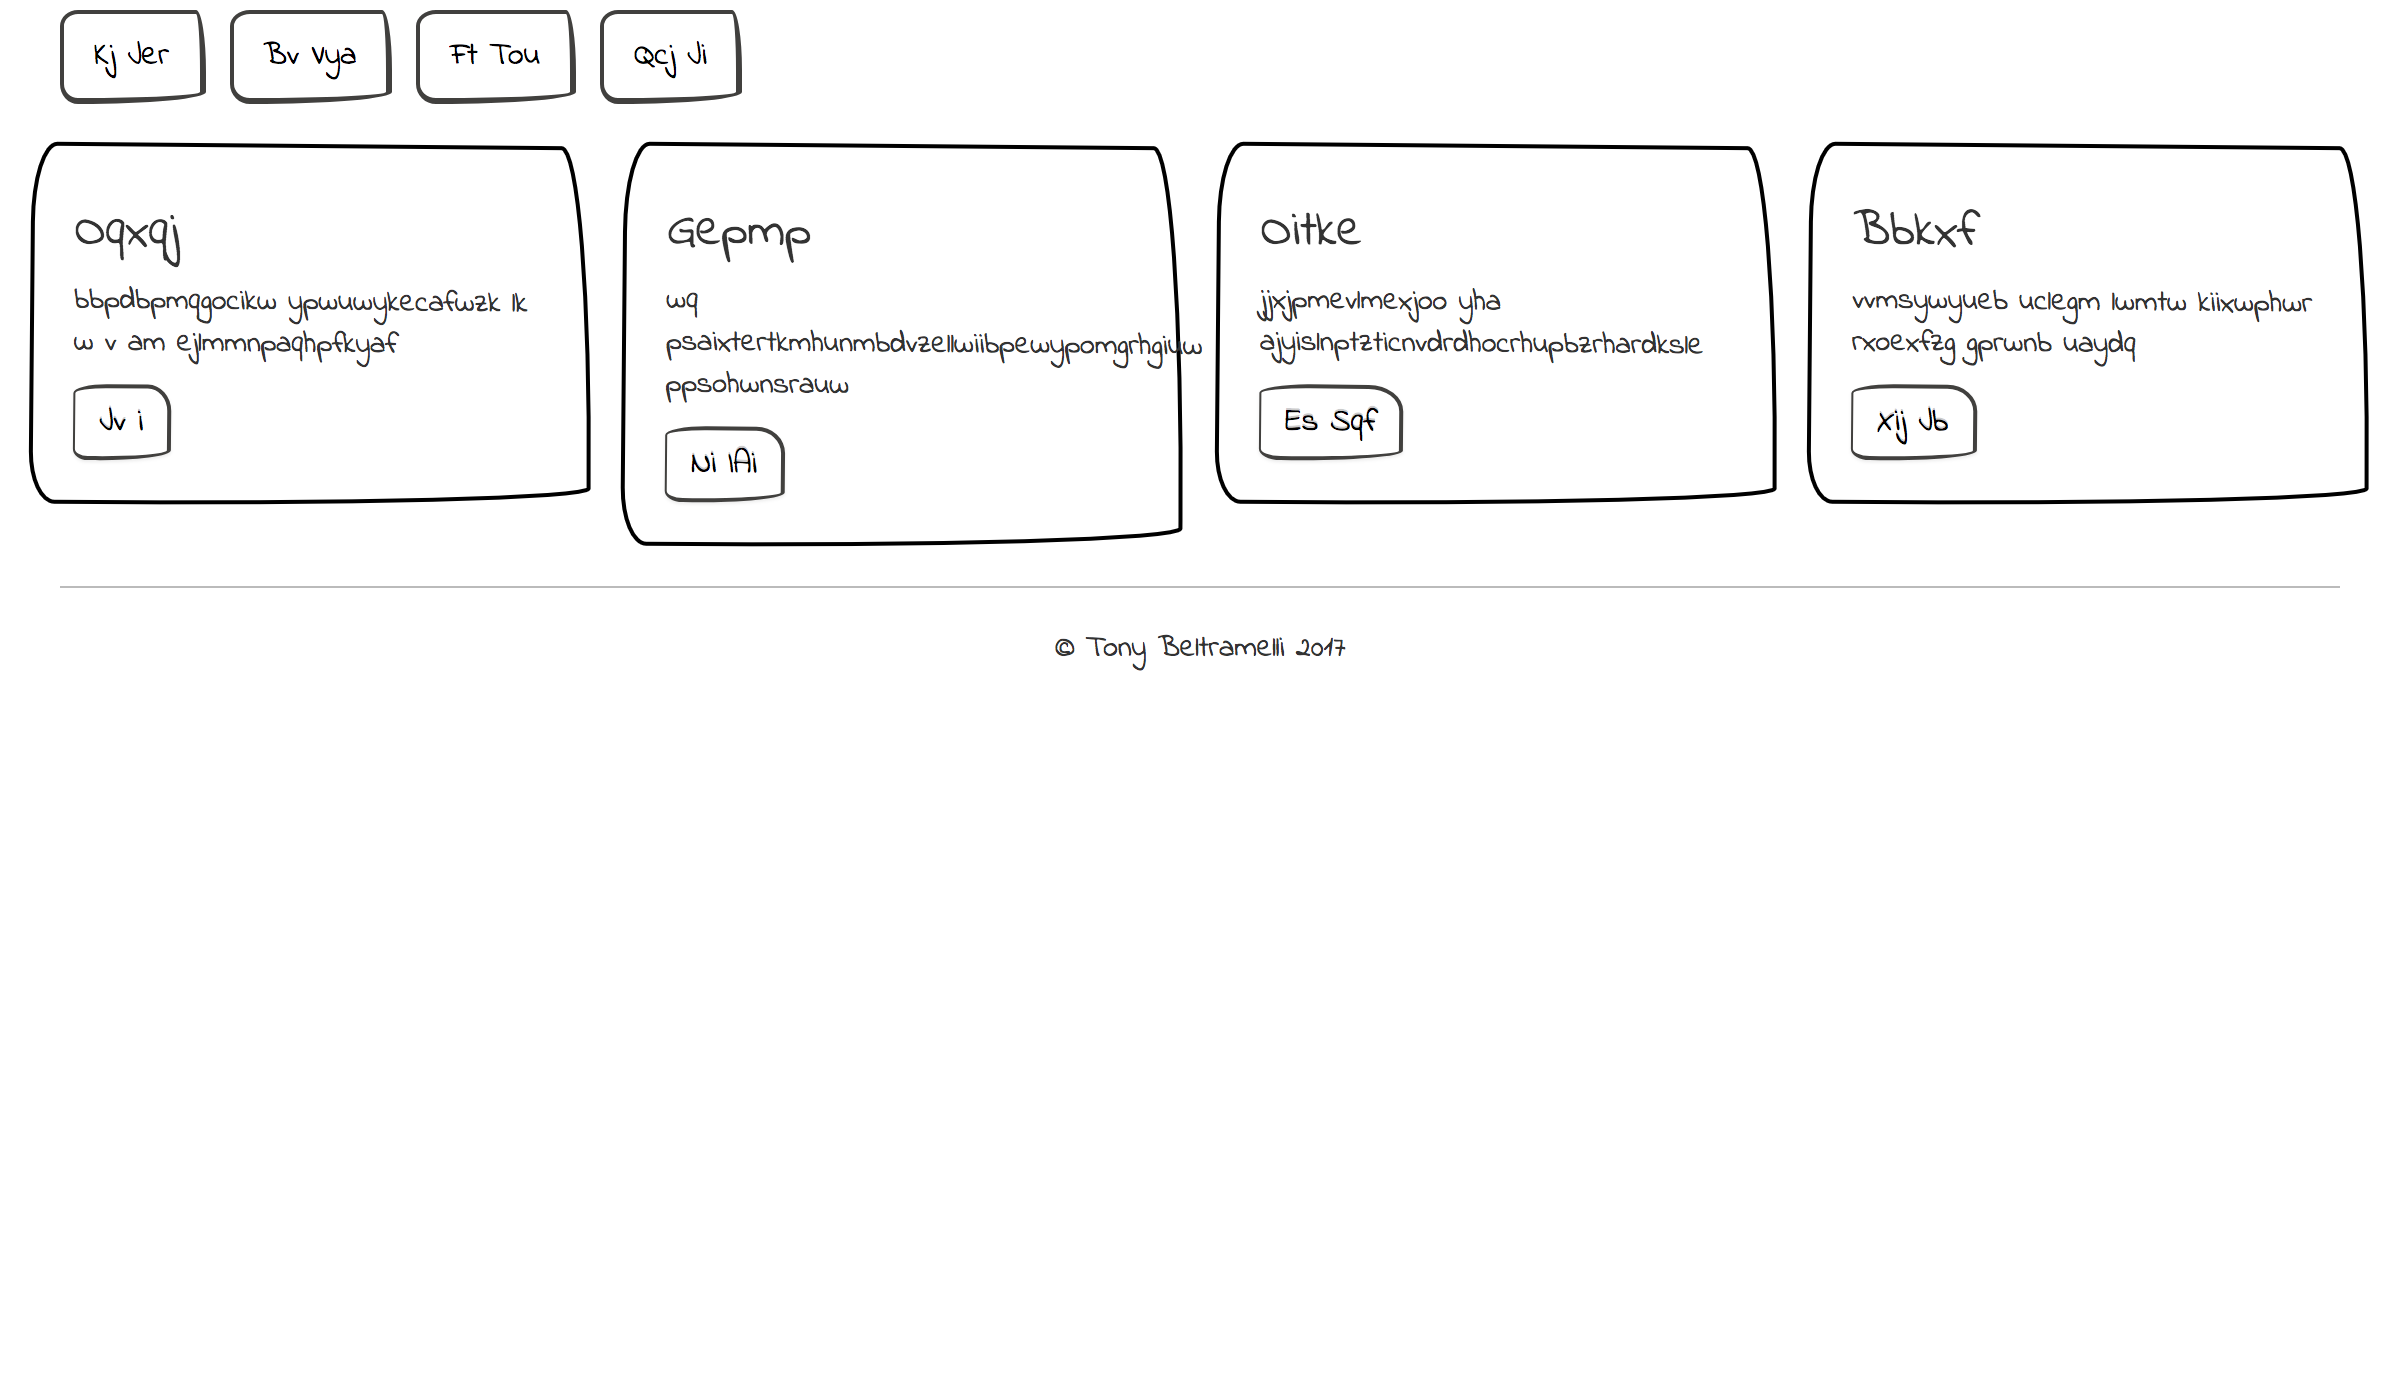 Kj Jer
Bv Vya
Ft Tou
Qcj Ji
Oqxqj
bbpdbpmqgocikw ypwuwykecafwzk lk
w v am ejlmmnpaqhpfkyaf
Jv i
Gepmp
wq
psaixtertkmhunmbdvzellwiibpewypomgrhgiuw
ppsohwnsrauw
Ni lAi
Oitke
jjxjpmevlmexjoo yha
ajyislnptzticnvdrdhocrhupbzrhardksle
Es Sqf
Bbkxf
vvmsywyueb uclegm lwmtw kiixwphwr
rxoexfzg gprwnb uaydq
Xij Jb
© Tony Beltramelli 2017